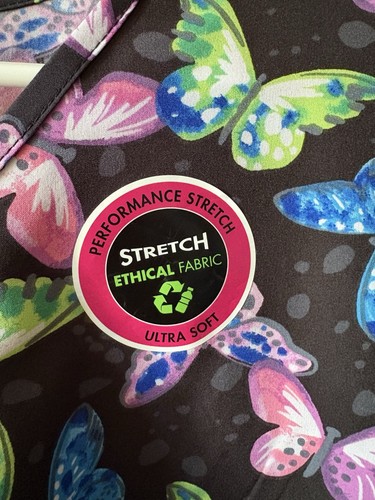 PERFORMANCE STRETCH
STRETCH
ETHICAL FABRIC
ULTRA SOFT